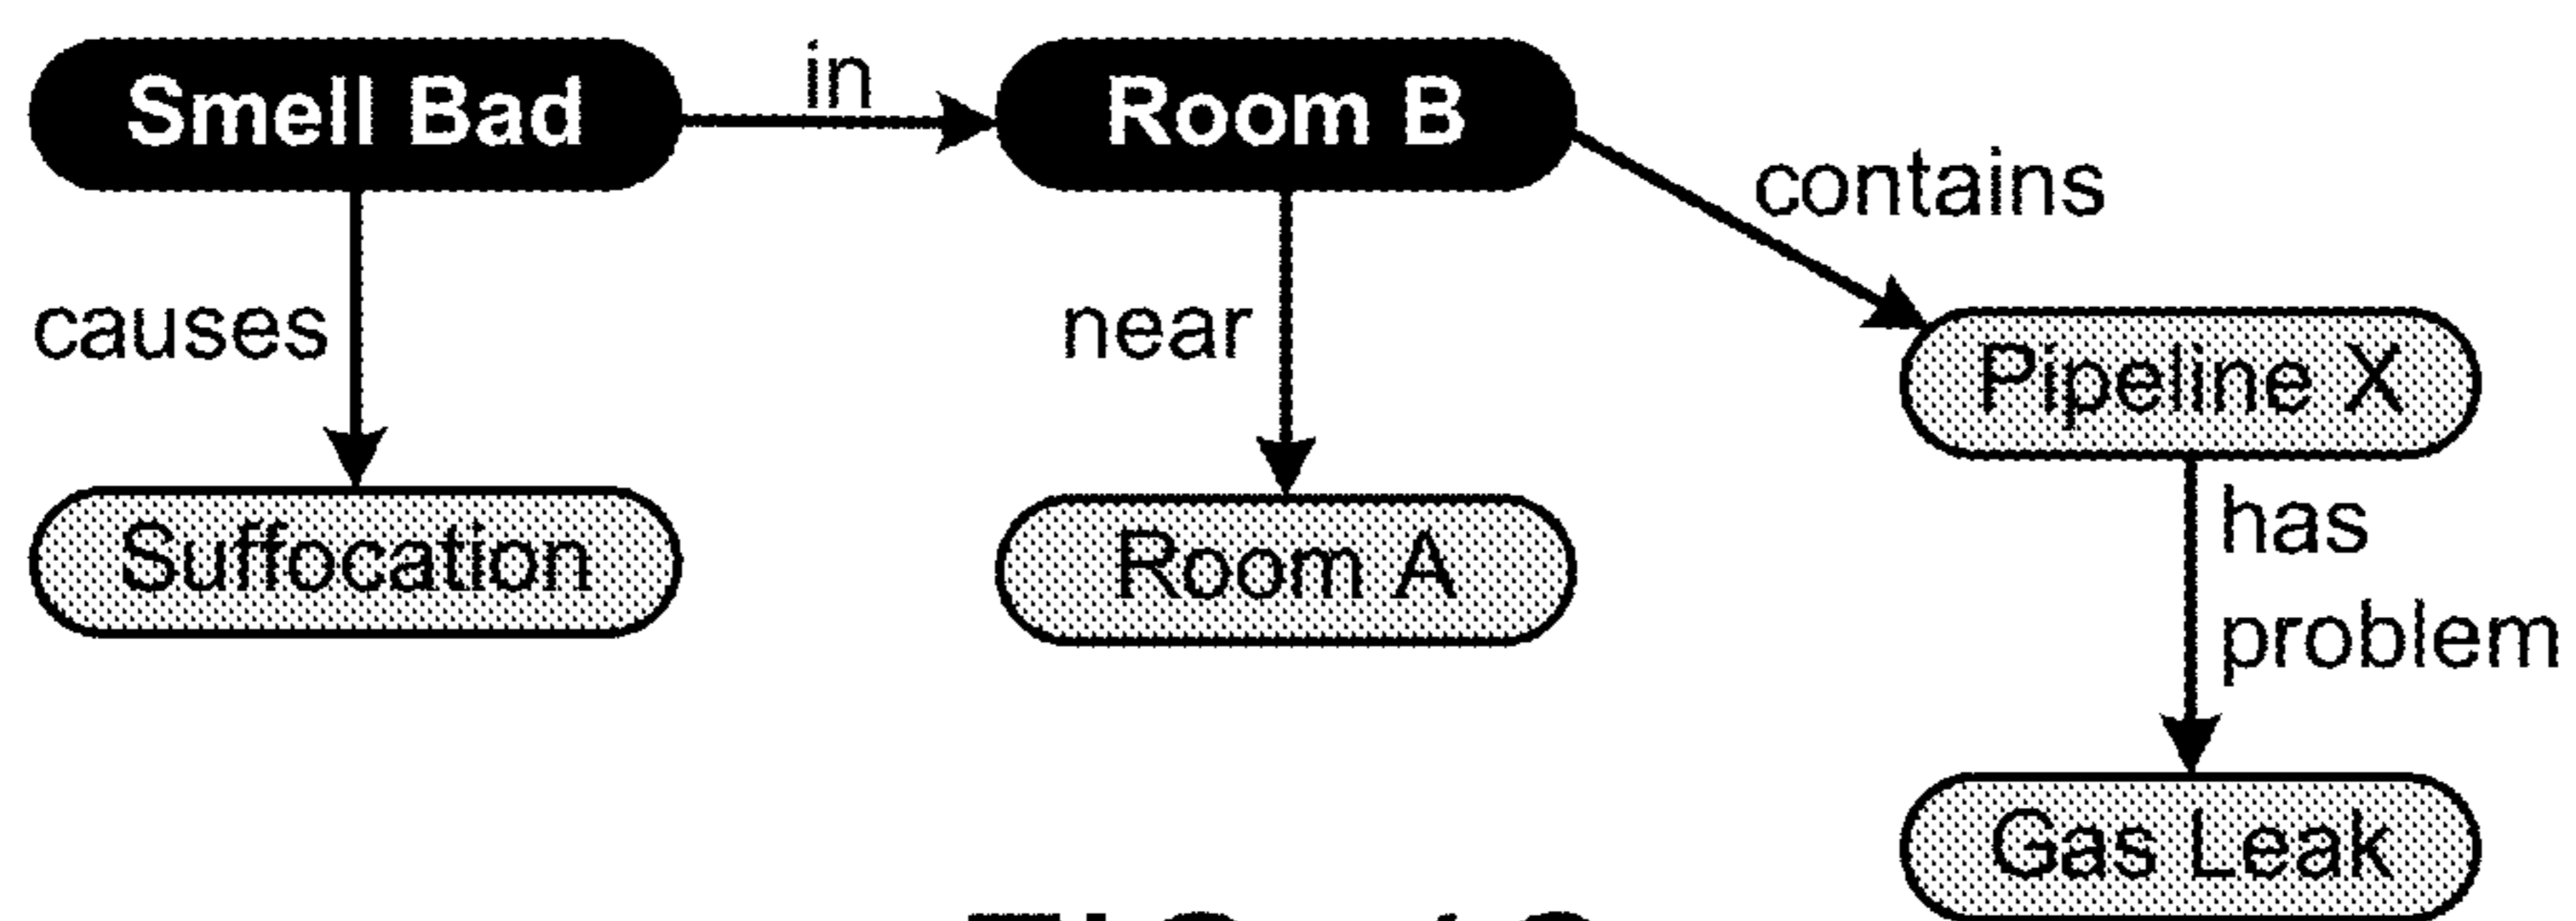 Smell Bad
in
Room B
contains
causes
near
Pipeline X
Suffocation
Room A
has
problem
Gas Leak